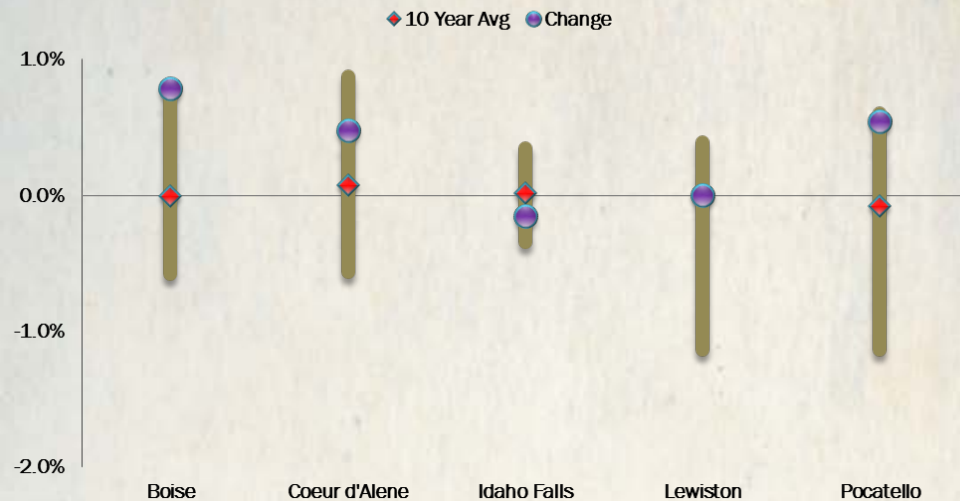 10 Year Avg Change
1.0%
0.0%
-1.0%
-2.0%
Boise Coeur d'Alene Idaho Falls Lewiston Pocatello